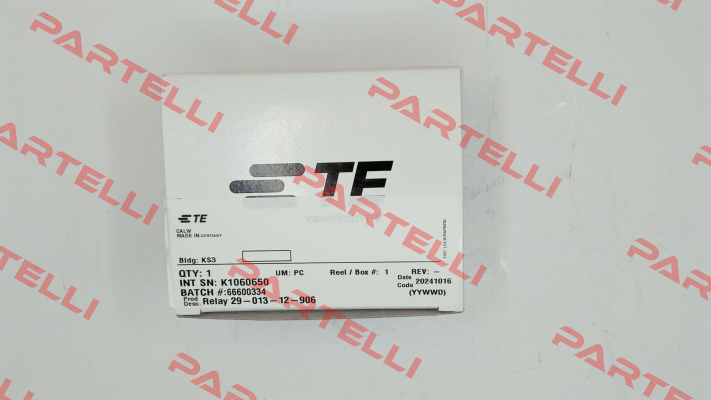 PARTELLI
PARTELLI
PARTELLI
PARTELLI
TE
connectivity
TE
CALW
MADE IN:GERMANY
Bldg: KS3
QTY: 1 UM: PC Reel / Box #: 1 REV: –
INT SN: K1060650 Date Code 20241016
BATCH #:66600334 (YYWWD)
Prod Desc. Relay 29–013–12–906
PARTELLI
PARTELLI
PARTELLI